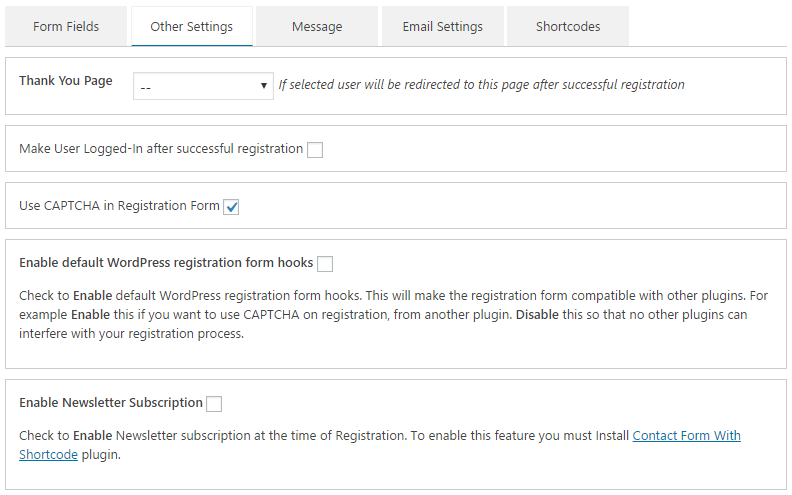 Form Fields Other Settings Message Email Settings Shortcodes
Thank You Page -- If selected user will be redirected to this page after successful registration
Make User Logged-In after successful registration
Use CAPTCHA in Registration Form
Enable default WordPress registration form hooks
Check to Enable default WordPress registration form hooks. This will make the registration form compatible with other plugins. For
example Enable this if you want to use CAPTCHA on registration, from another plugin. Disable this so that no other plugins can
interfere with your registration process.
Enable Newsletter Subscription
Check to Enable Newsletter subscription at the time of Registration. To enable this feature you must Install Contact Form With
Shortcode plugin.